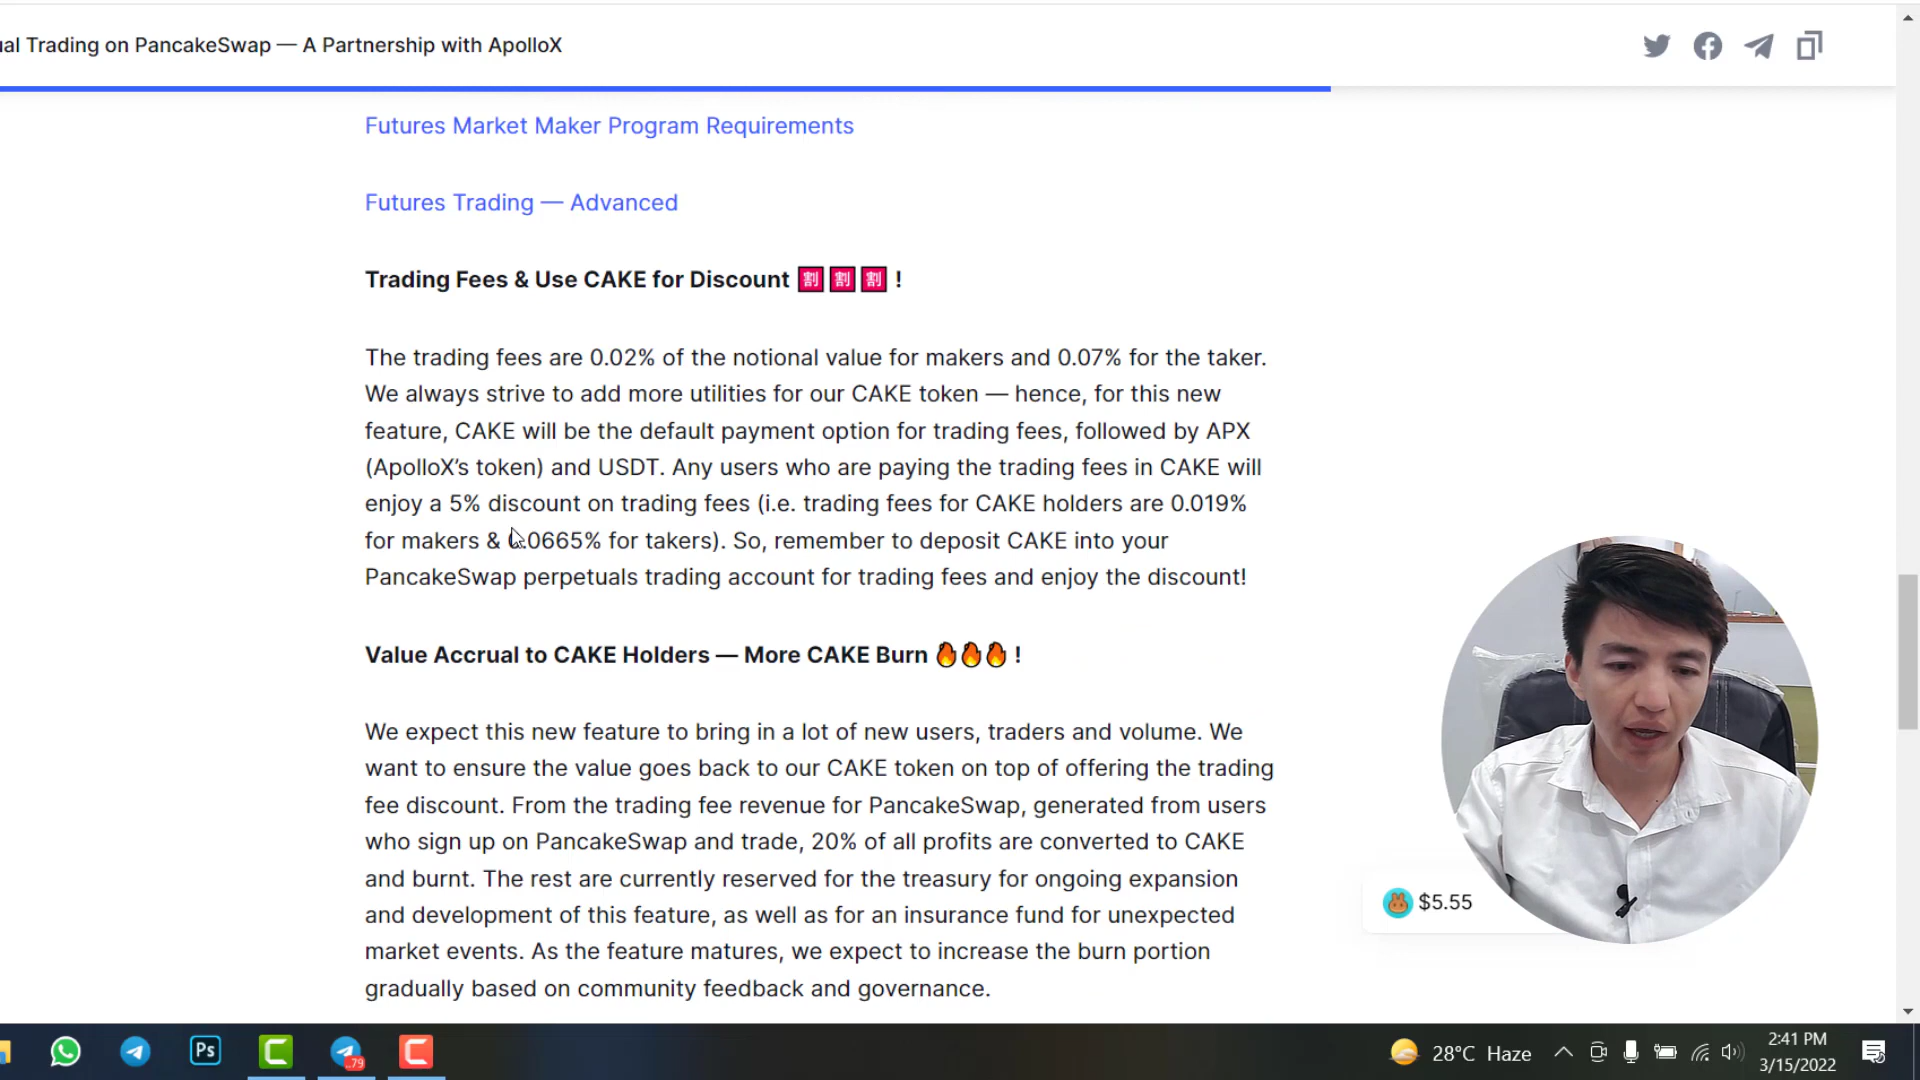 al Trading on PancakeSwap — A Partnership with ApolloX
Futures Market Maker Program Requirements
Futures Trading — Advanced
Trading Fees & Use CAKE for Discount 🈹🈹🈹 !
The trading fees are 0.02% of the notional value for makers and 0.07% for the taker.
We always strive to add more utilities for our CAKE token — hence, for this new
feature, CAKE will be the default payment option for trading fees, followed by APX
(ApolloX’s token) and USDT. Any users who are paying the trading fees in CAKE will
enjoy a 5% discount on trading fees (i.e. trading fees for CAKE holders are 0.019%
for makers & 0.0665% for takers). So, remember to deposit CAKE into your
PancakeSwap perpetuals trading account for trading fees and enjoy the discount!
Value Accrual to CAKE Holders — More CAKE Burn 🔥🔥🔥 !
We expect this new feature to bring in a lot of new users, traders and volume. We
want to ensure the value goes back to our CAKE token on top of offering the trading
fee discount. From the trading fee revenue for PancakeSwap, generated from users
who sign up on PancakeSwap and trade, 20% of all profits are converted to CAKE
and burnt. The rest are currently reserved for the treasury for ongoing expansion
and development of this feature, as well as for an insurance fund for unexpected
market events. As the feature matures, we expect to increase the burn portion
gradually based on community feedback and governance.
$5.55
Ps
79
28°C Haze
2:41 PM
3/15/2022